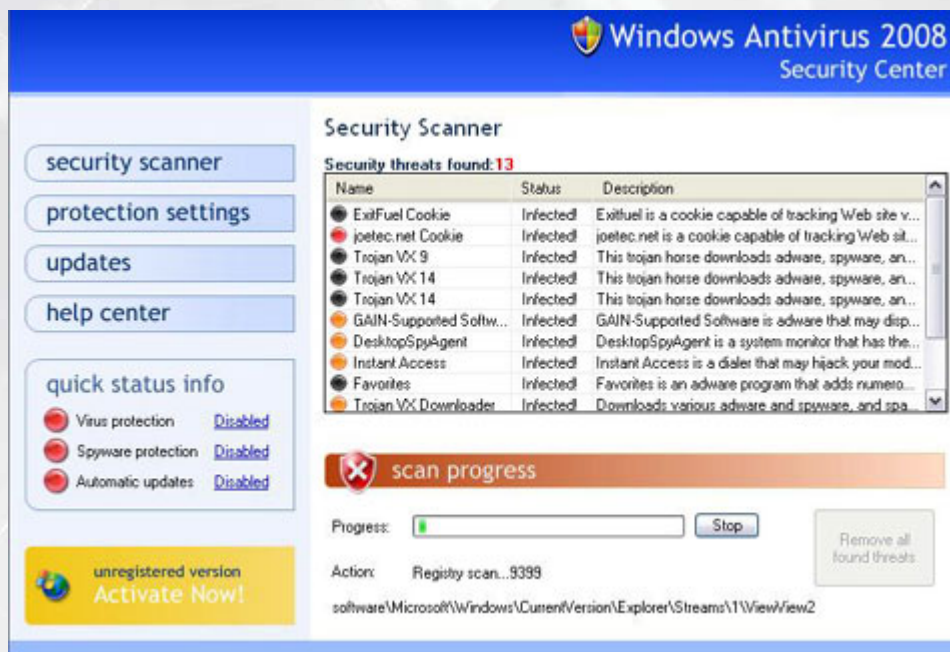 Windows Antivirus 2008
Security Center
security scanner
protection settings
updates
help center
quick status info
Virus protection Disabled
Spyware protection Disabled
Automatic updates Disabled
unregistered version
Activate Now!
Security Scanner
Security threats found:13
Name Status Description
ExitFuel Cookie Infected! Exitfuel is a cookie capable of tracking Web site v...
joetec.net Cookie Infected! joetec.net is a cookie capable of tracking Web sit...
Trojan VX 9 Infected! This trojan horse downloads adware, spyware, an...
Trojan VX 14 Infected! This trojan horse downloads adware, spyware, an...
Trojan VX 14 Infected! This trojan horse downloads adware, spyware, an...
GAIN-Supported Softw... Infected! GAIN-Supported Software is adware that may disp...
DesktopSpyAgent Infected! DesktopSpyAgent is a system monitor that has the...
Instant Access Infected! Instant Access is a dialer that may hijack your mod...
Favorites Infected! Favorites is an adware program that adds numero...
Trojan VX Downloader Infected! Downloads various adware and spyware, and spa...
scan progress
Progress: Stop
Remove all
found threats
Action: Registry scan...9399
software\Microsoft\Windows\CurrentVersion\Explorer\Streams\1\ViewView2